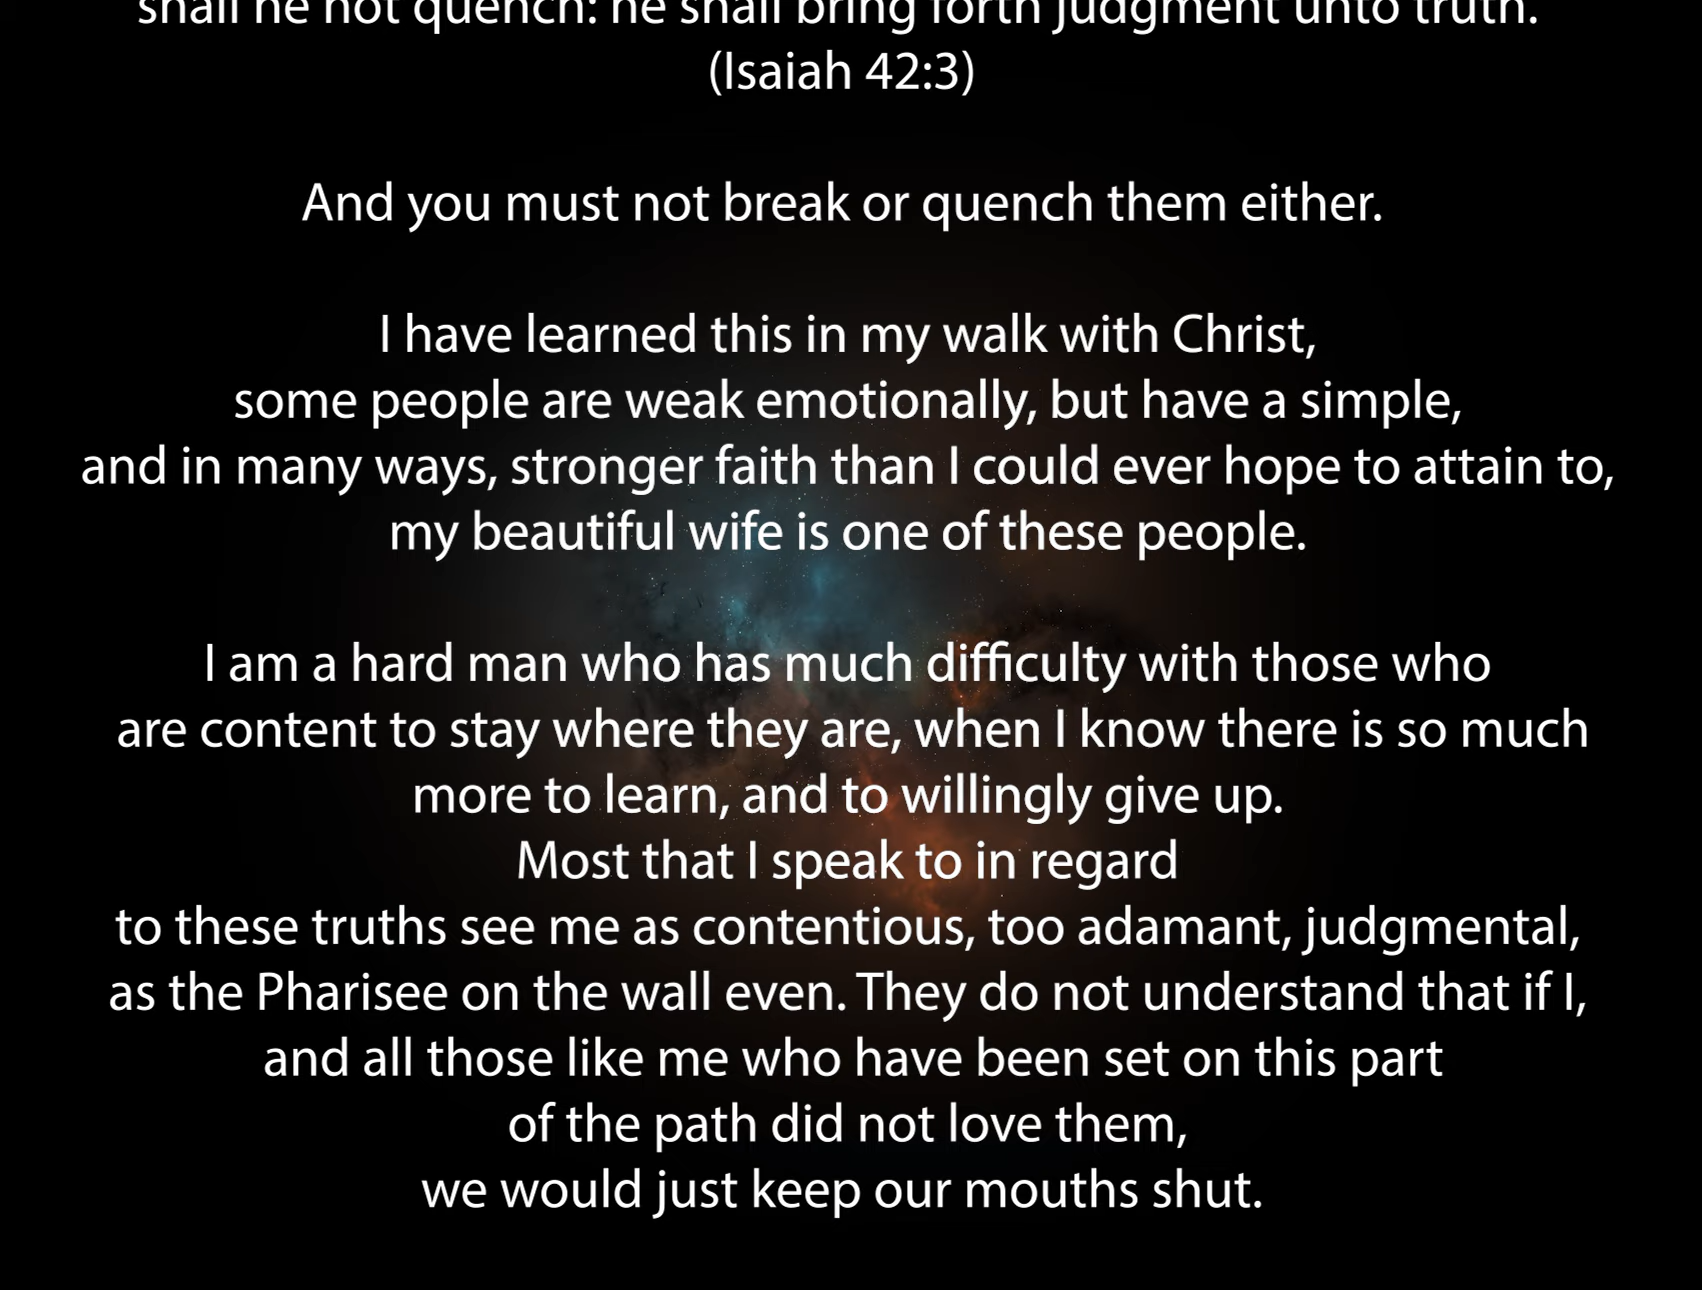 shall he not quench: he shall bring forth judgment unto truth.
(Isaiah 42:3)
And you must not break or quench them either.
I have learned this in my walk with Christ,
some people are weak emotionally, but have a simple,
and in many ways, stronger faith than I could ever hope to attain to,
my beautiful wife is one of these people.
I am a hard man who has much difficulty with those who
are content to stay where they are, when I know there is so much
more to learn, and to willingly give up.
Most that I speak to in regard
to these truths see me as contentious, too adamant, judgmental,
as the Pharisee on the wall even. They do not understand that if I,
and all those like me who have been set on this part
of the path did not love them,
we would just keep our mouths shut.